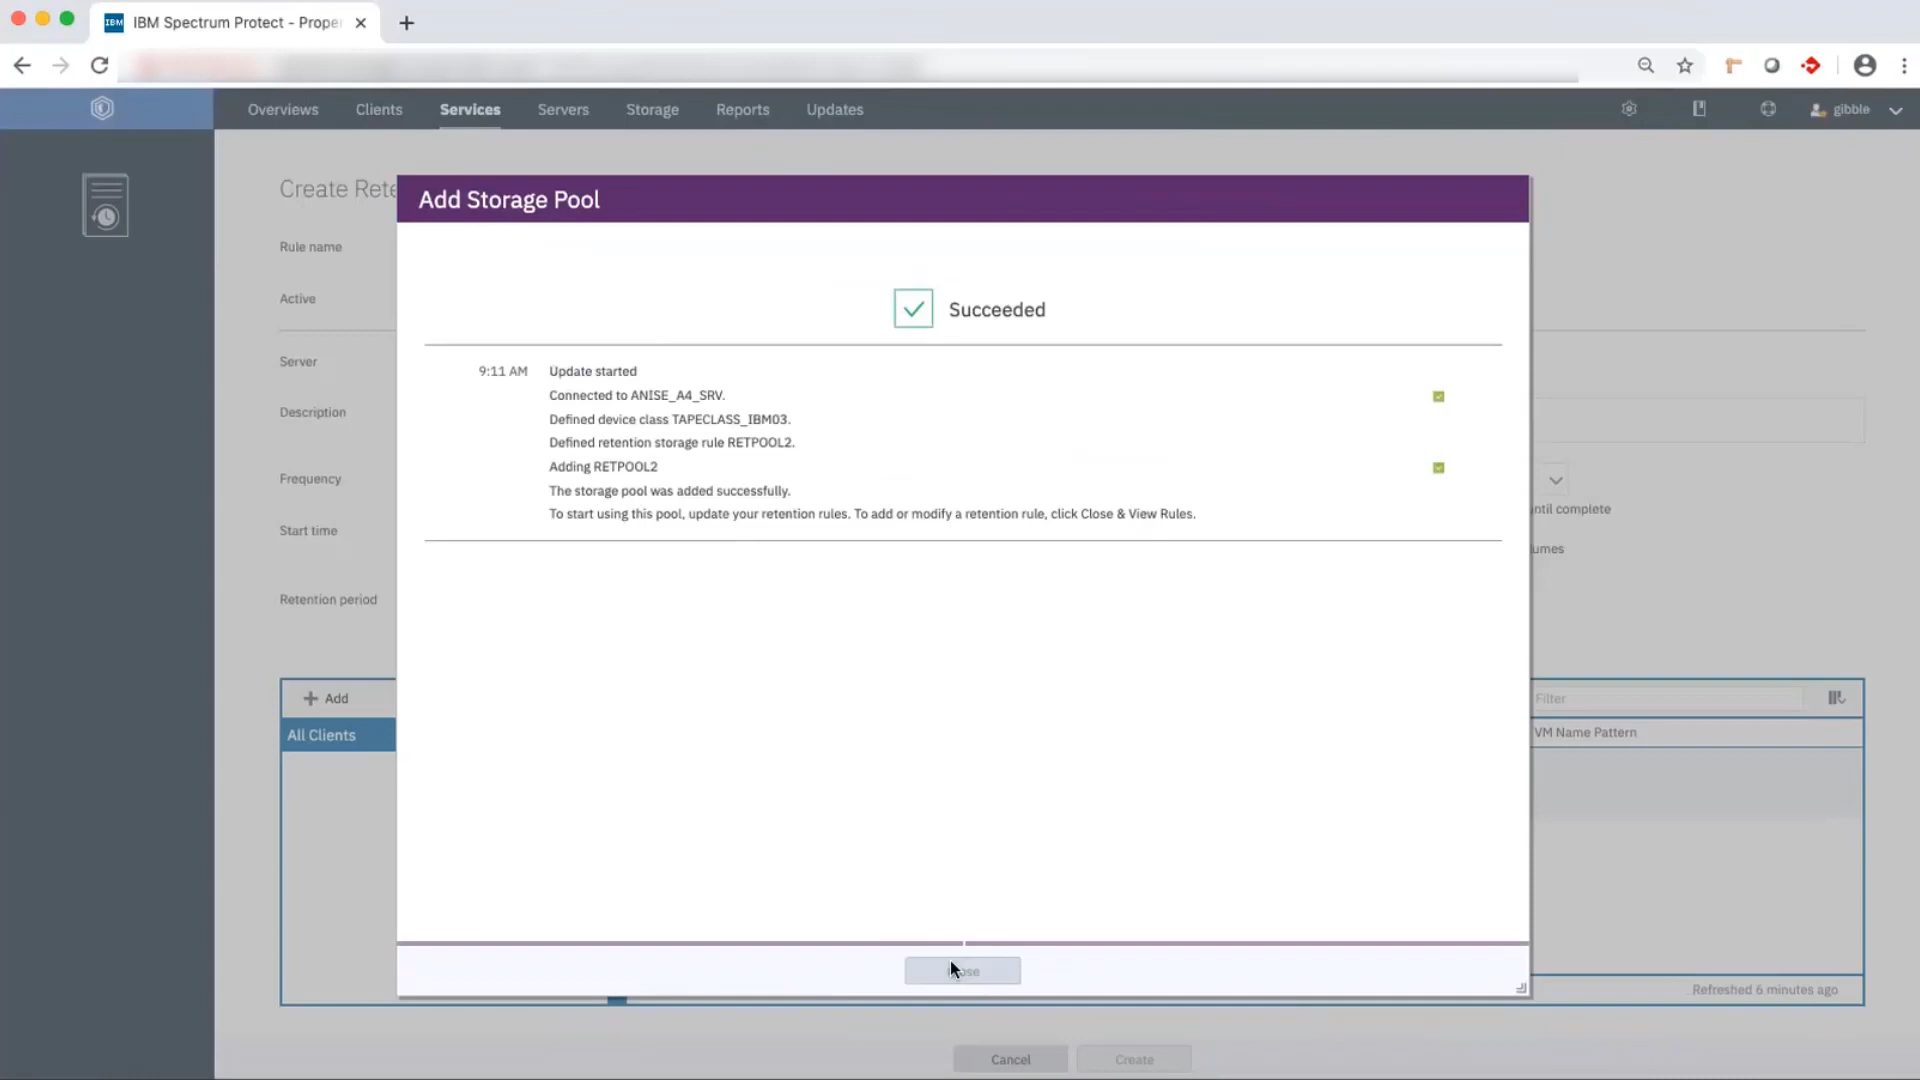 IBM IBM Spectrum Protect - Prope
Overviews Clients Services Servers Storage Reports Updates gibble
Create Rete
Add Storage Pool
Rule name
Active
Succeeded
Server
9:11 AM Update started
Connected to ANISE_A4_SRV.
Description
Defined device class TAPECLASS_IBM03.
Defined retention storage rule RETPOOL2.
Adding RETPOOL2
Frequency
The storage pool was added successfully.
until complete
To start using this pool, update your retention rules. To add or modify a retention rule, click Close & View Rules.
Start time
umes
Retention period
Add
Filter
All Clients
VM Name Pattern
Refreshed 6 minutes ago
Cancel Create